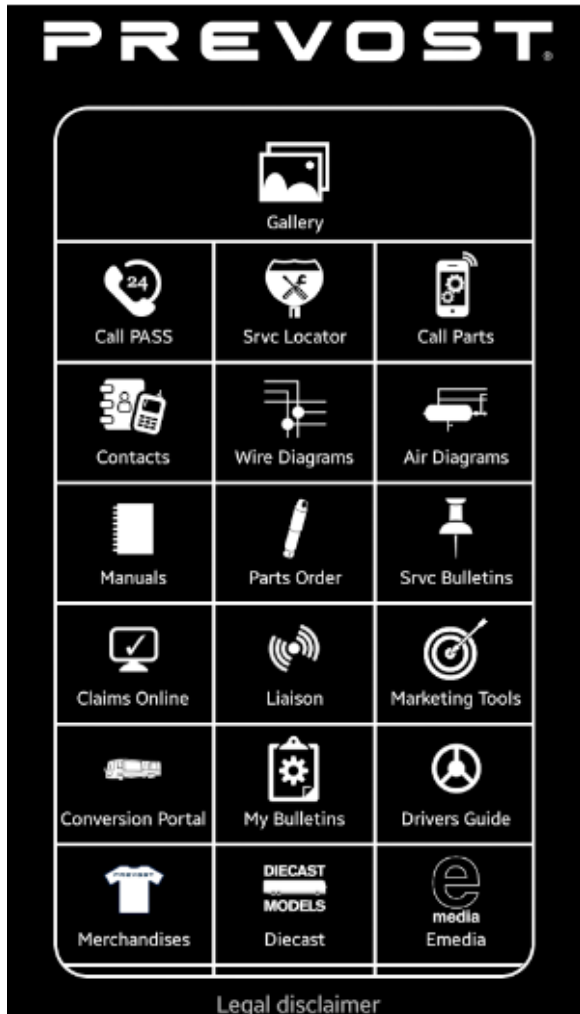 PREVOST®
Gallery
24
Call PASS
Srvc Locator
Call Parts
Contacts
Wire Diagrams
Air Diagrams
Manuals
Parts Order
Srvc Bulletins
Claims Online
Liaison
Marketing Tools
Conversion Portal
My Bulletins
Drivers Guide
PREVOST
Merchandises
DIECAST
MODELS
Diecast
e
media
Emedia
Legal disclaimer